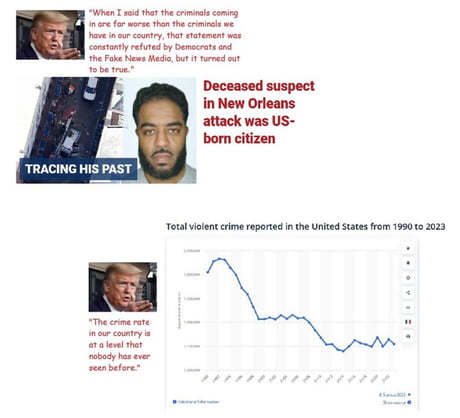 "When I said that the criminals coming
in are far worse than the criminals we
have in our country, that statement was
constantly refuted by Democrats and
the Fake News Media, but it turned out
to be true."
Deceased suspect
in New Orleans
attack was US-
born citizen
TRACING HIS PAST
Total violent crime reported in the United States from 1990 to 2023
"The crime rate
in our country is
at a level that
nobody has ever
seen before."
Additional Information
© Statista 2025
Show source